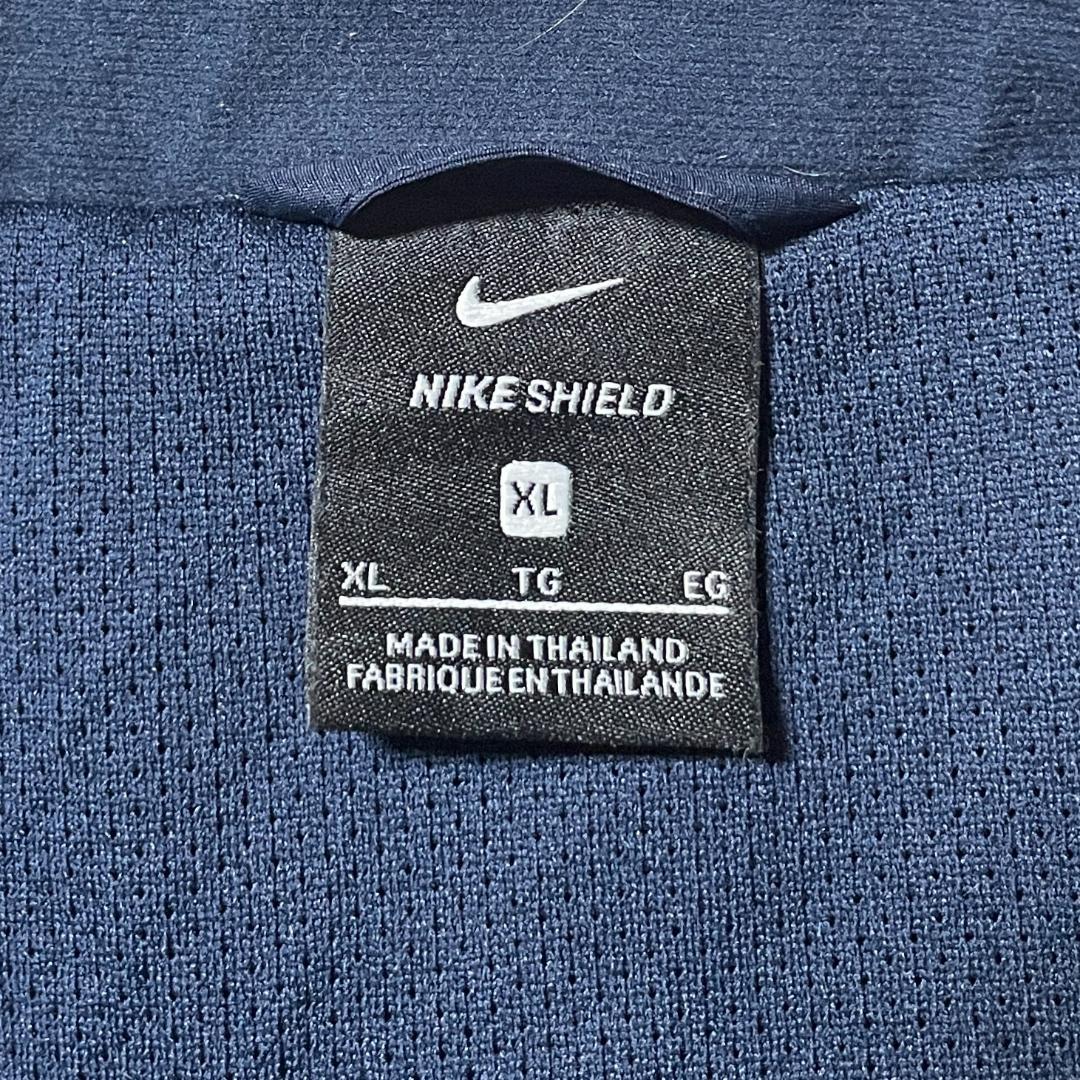 NIKE SHIELD
XL
XL TG EG
MADE IN THAILAND
FABRIQUE EN THAILANDE